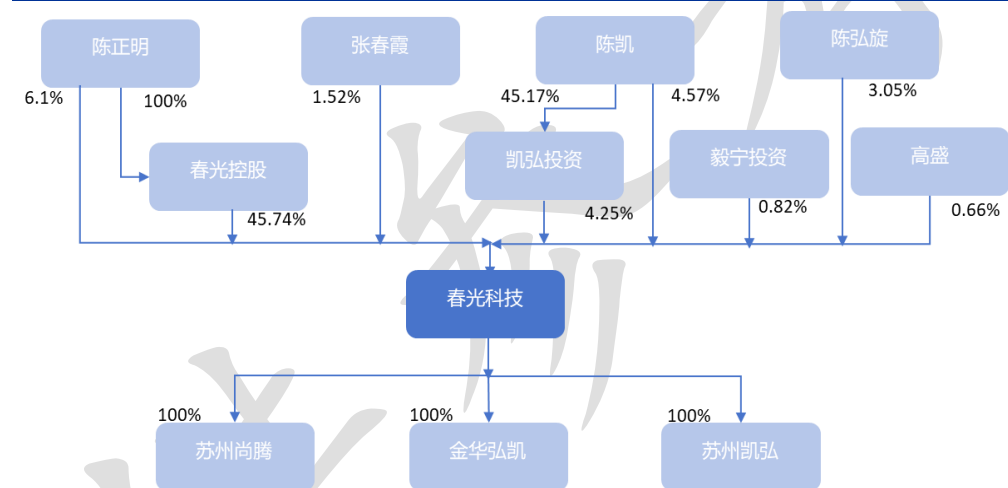 陈正明
张春霞
陈凯
陈弘旋
6.1%
100%
1.52%
45.17%
4.57%
3.05%
春光控股
凯弘投资
毅宁投资
高盛
45.74%
4.25%
0.82%
0.66%
春光科技
100%
100%
100%
苏州尚腾
金华弘凯
苏州凯弘